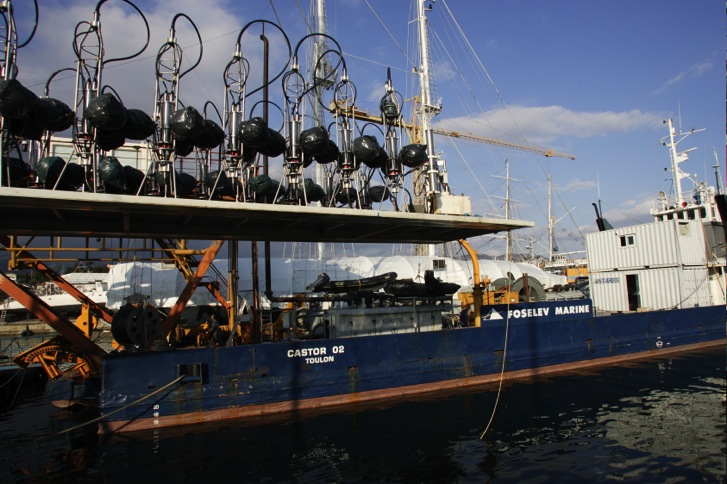 ANTARES
FOSELEV MARINE
CASTOR 02
TOULON